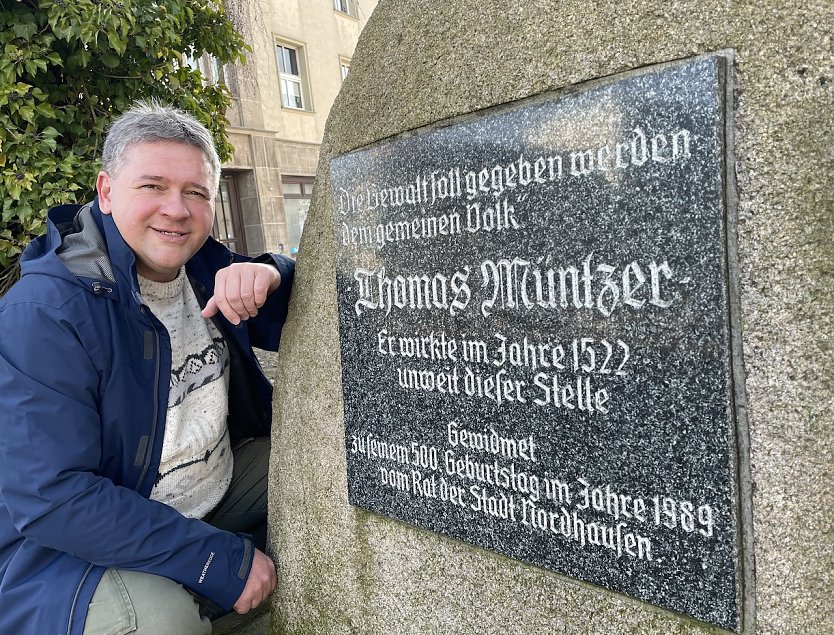 Die Gewalt soll gegeben werden
dem gemeinen Volk“
Thomas Müntzer
Er wirkte im Jahre 1522
unweit dieser Stelle
Gewidmet
zu seinem 500. Geburtstag im Jahre 1989
vom Rat der Stadt Nordhausen
WEATHERTECH